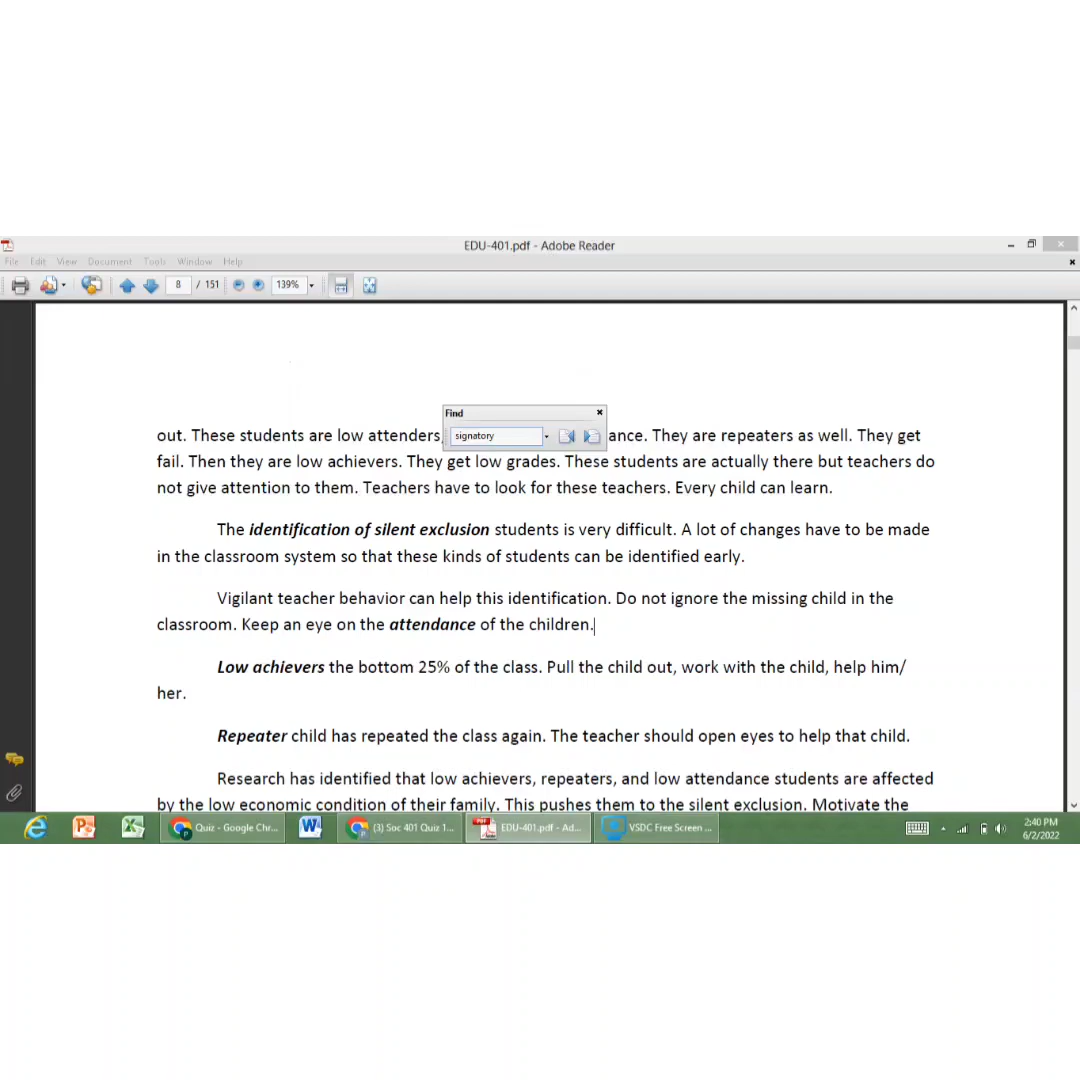 EDU-401.pdf - Adobe Reader
File Edit View Document Tools Window Help
8 / 151 139%
Find
signatory
out. These students are low attenders, ance. They are repeaters as well. They get
fail. Then they are low achievers. They get low grades. These students are actually there but teachers do
not give attention to them. Teachers have to look for these teachers. Every child can learn.
The identification of silent exclusion students is very difficult. A lot of changes have to be made
in the classroom system so that these kinds of students can be identified early.
Vigilant teacher behavior can help this identification. Do not ignore the missing child in the
classroom. Keep an eye on the attendance of the children.
Low achievers the bottom 25% of the class. Pull the child out, work with the child, help him/
her.
Repeater child has repeated the class again. The teacher should open eyes to help that child.
Research has identified that low achievers, repeaters, and low attendance students are affected
by the low economic condition of their family. This pushes them to the silent exclusion. Motivate the
Quiz - Google Chr... (3) Soc 401 Quiz 1... EDU-401.pdf - Ad... VSDC Free Screen ...
2:40 PM
6/2/2022